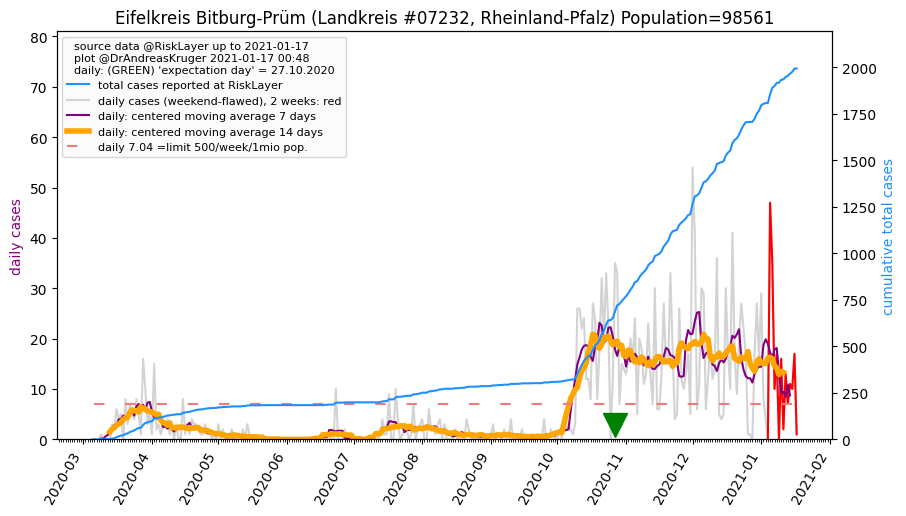 Eifelkreis Bitburg-Prüm (Landkreis #07232, Rheinland-Pfalz) Population=98561
source data @RiskLayer up to 2021-01-17
plot @DrAndreasKruger 2021-01-17 00:48
daily: (GREEN) 'expectation day' = 27.10.2020
total cases reported at RiskLayer
daily cases (weekend-flawed), 2 weeks: red
daily: centered moving average 7 days
daily: centered moving average 14 days
daily 7.04 =limit 500/week/1mio pop.
daily cases
80
70
60
50
40
30
20
10
0
cumulative total cases
2000
1750
1500
1250
1000
750
500
250
0
2020-03
2020-04
2020-05
2020-06
2020-07
2020-08
2020-09
2020-10
2020-11
2020-12
2021-01
2021-02